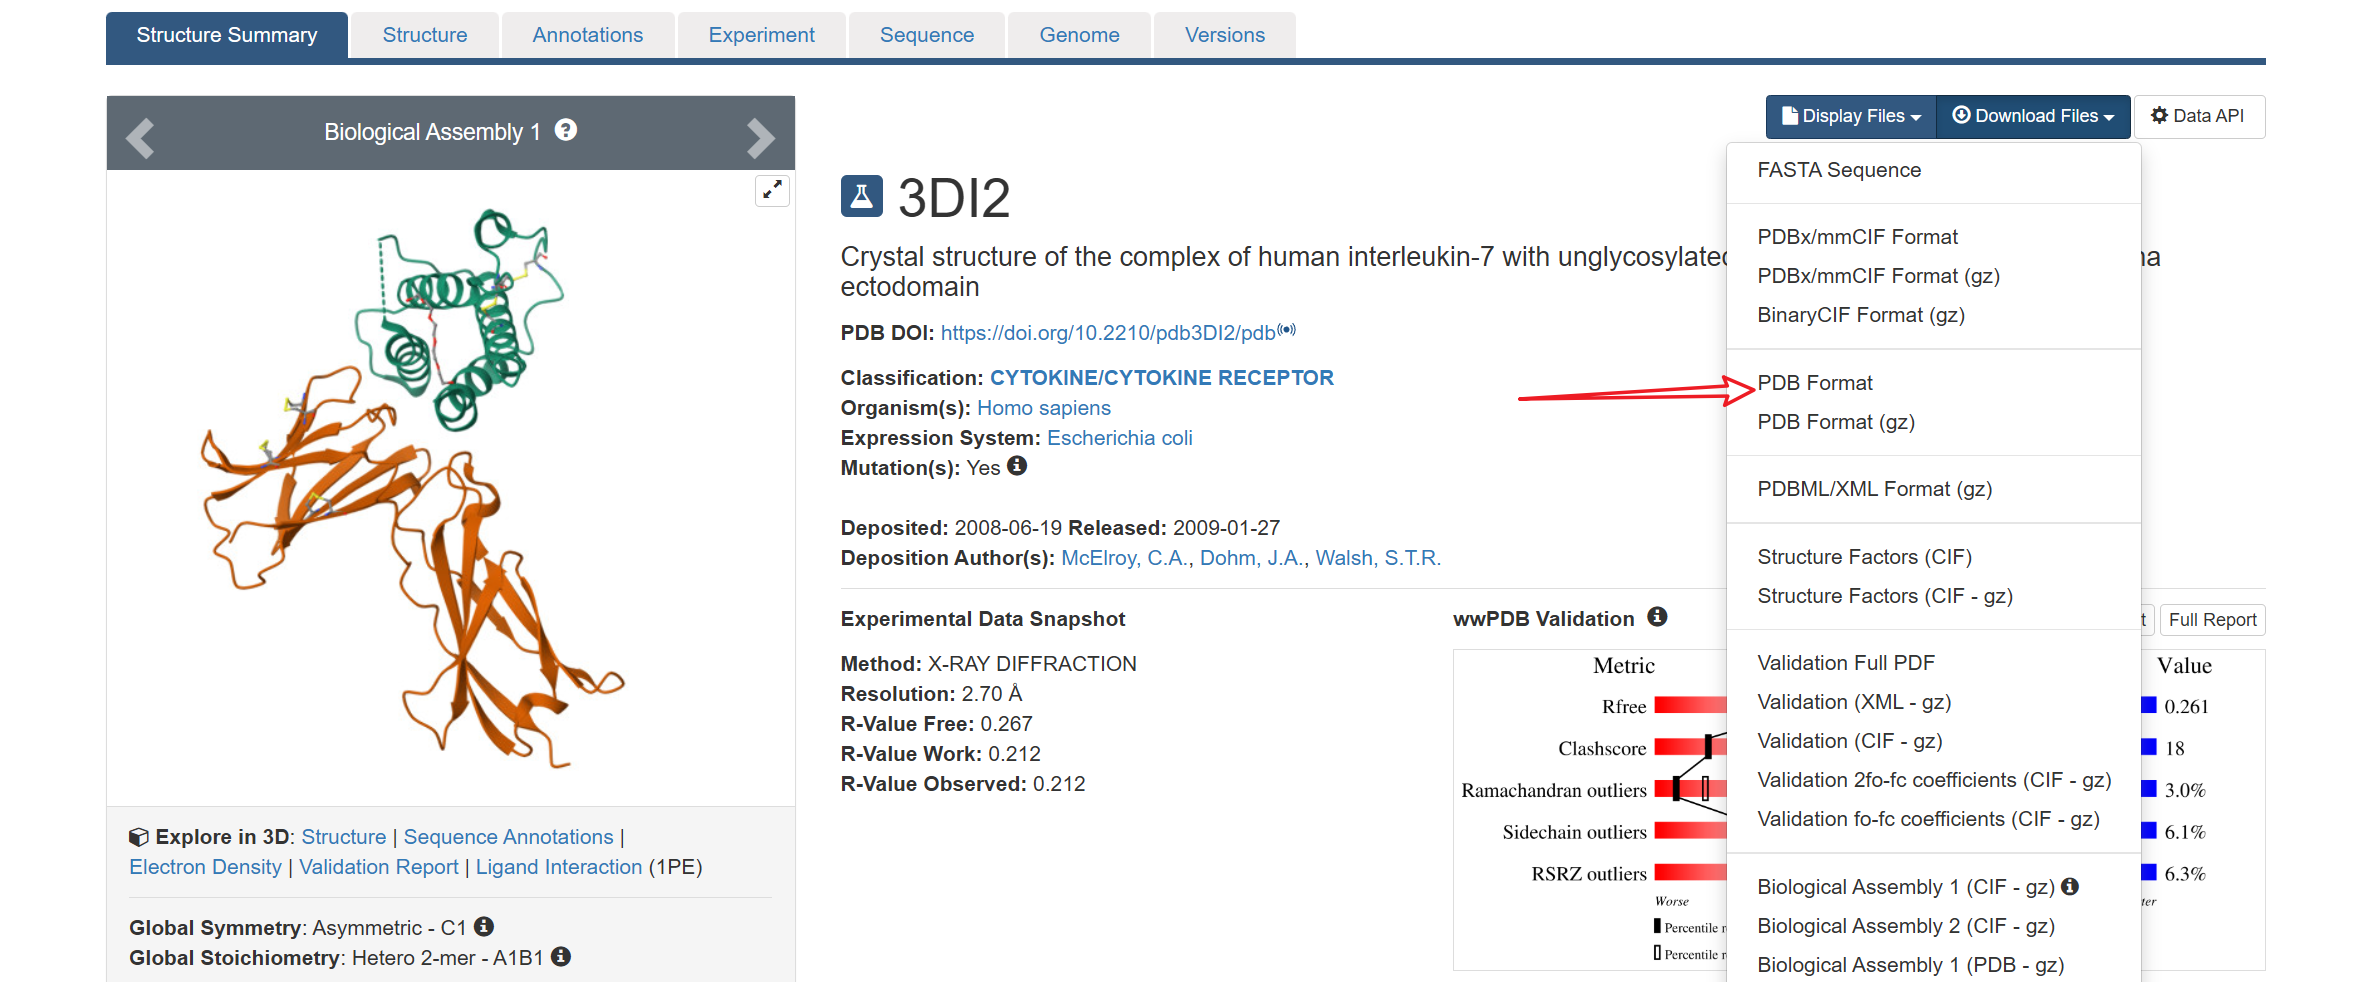 Structure Summary
Structure
Annotations
Experiment
Sequence
Genome
Versions
Biological Assembly 1
Display Files
Download Files
Data API
FASTA Sequence
PDBx/mmCIF Format
PDBx/mmCIF Format (gz)
BinaryCIF Format (gz)
PDB Format
PDB Format (gz)
PDBML/XML Format (gz)
Structure Factors (CIF)
Structure Factors (CIF - gz)
Validation Full PDF
Validation (XML - gz)
Validation (CIF - gz)
Validation 2fo-fc coefficients (CIF - gz)
Validation fo-fc coefficients (CIF - gz)
Biological Assembly 1 (CIF - gz)
Biological Assembly 2 (CIF - gz)
Biological Assembly 1 (PDB - gz)
3DI2
Crystal structure of the complex of human interleukin-7 with
ectodomain
PDB DOI: https://doi.org/10.2210/pdb3DI2/pdb
Classification: CYTOKINE/CYTOKINE RECEPTOR
Organism(s): Homo sapiens
Expression System: Escherichia coli
Mutation(s): Yes
Deposited: 2008-06-19 Released: 2009-01-27
Deposition Author(s): McElroy, C.A., Dohm, J.A., Walsh, S.T.R.
Experimental Data Snapshot
Method: X-RAY DIFFRACTION
Resolution: 2.70 Å
R-Value Free: 0.267
R-Value Work: 0.212
R-Value Observed: 0.212
wwPDB Validation
Full Report
Metric
Value
Rfree 0.261
Clashscore 18
Ramachandran outliers 3.0%
Sidechain outliers 6.1%
RSRZ outliers 6.3%
Worse
Percentile
Percentile
Explore in 3D: Structure | Sequence Annotations |
Electron Density | Validation Report | Ligand Interaction (1PE)
Global Symmetry: Asymmetric - C1
Global Stoichiometry: Hetero 2-mer - A1B1